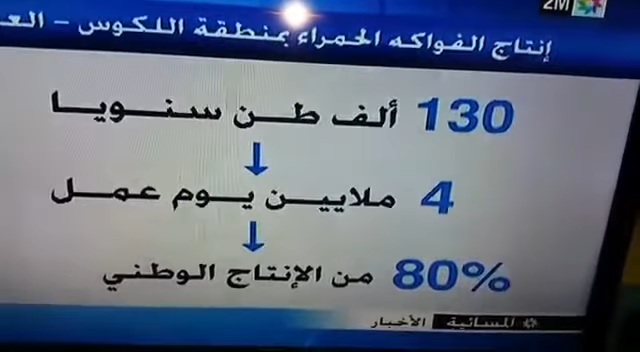 2M
إنتاج الفواكه الحمراء بمنطقة اللكوس –
130 ألف طن سنويا
4 ملايين يوم عمل
80% من الإنتاج الوطني
المسائية الأخبار